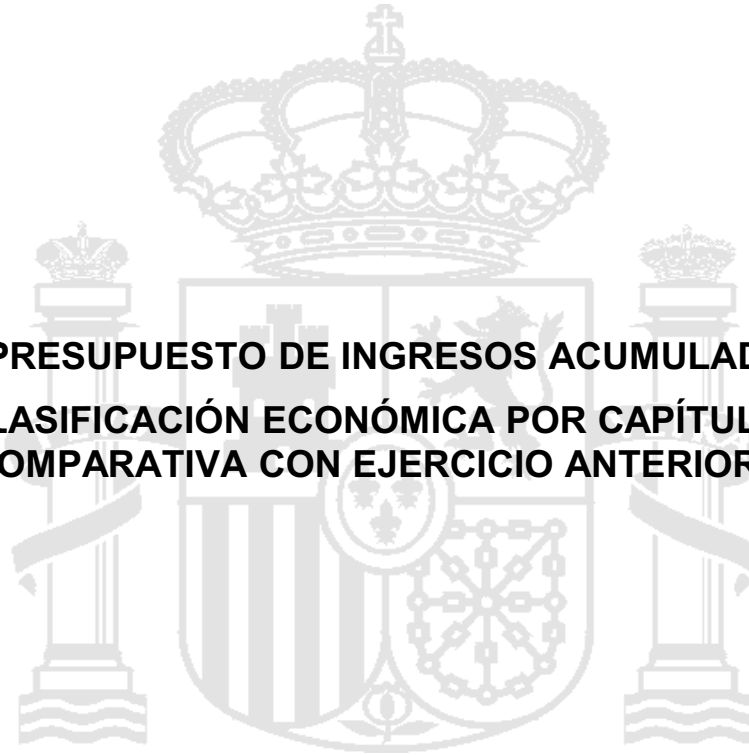 PRESUPUESTO DE INGRESOS ACUMULAD
LASIFICACIÓN ECONÓMICA POR CAPÍTUL
OMPARATIVA CON EJERCICIO ANTERIOR